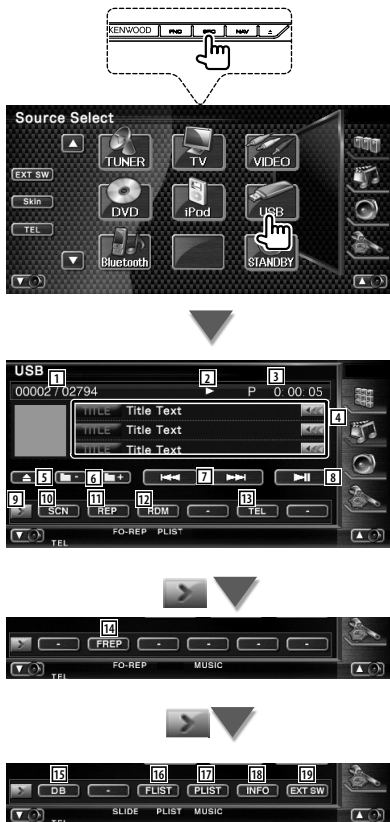 KENWOOD FNC SRC NAV
Source Select
TUNER TV VIDEO
EXT SW
Skin
DVD iPod USB
TEL
Bluetooth STANDBY
USB
1 2 3
00002 / 02794 P 0: 00: 05
TITLE Title Text
4
TITLE Title Text
TITLE Title Text
5 6 7 8
9 10 11 12 13
SCN REP RDM - TEL -
FO-REP PLIST
TEL
14
- FREP - - - -
FO-REP MUSIC
TEL
15 16 17 18 19
DB - FLIST PLIST INFO EXT SW
SLIDE PLIST MUSIC
TEL